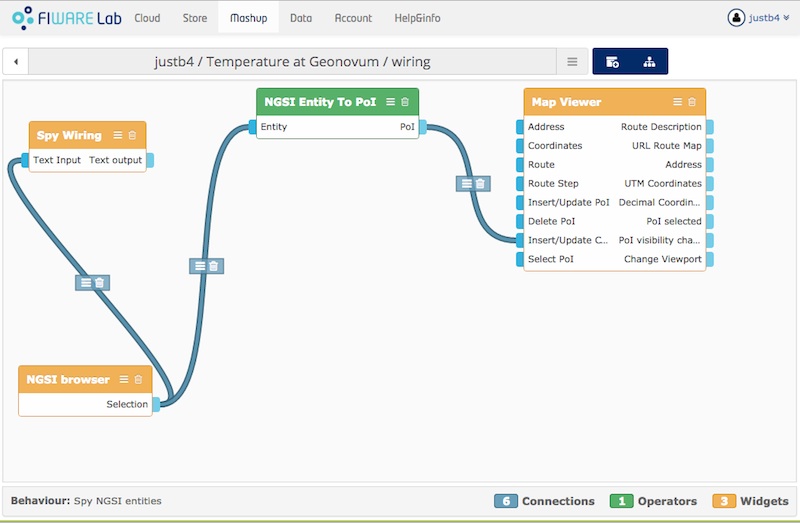 FIWARE Lab Cloud Store Mashup Data Account Help&info justb4
justb4 / Temperature at Geonovum / wiring
Spy Wiring
Text Input Text output
NGSI Entity To PoI
Entity PoI
Map Viewer
Address Route Description
Coordinates URL Route Map
Route Address
Route Step UTM Coordinates
Insert/Update PoI Decimal Coordin...
Delete PoI PoI selected
Insert/Update C... PoI visibility cha...
Select PoI Change Viewport
NGSI browser
Selection
Behaviour: Spy NGSI entities 6 Connections 1 Operators 3 Widgets